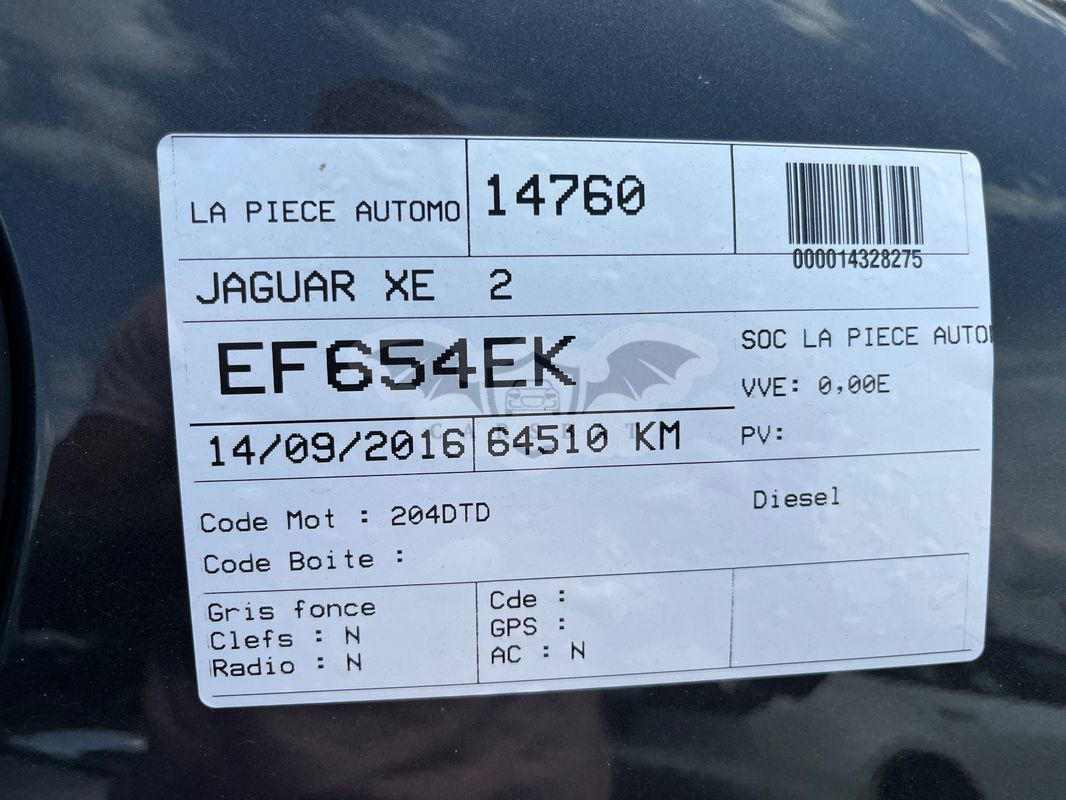 LA PIECE AUTOMO
14760
000014328275
JAGUAR XE 2
EF654EK
SOC LA PIECE AUTO
VVE: 0,00E
14/09/2016
64510 KM
PV:
Code Mot : 204DTD
Diesel
Code Boite :
Gris fonce
Clefs : N
Radio : N
Cde :
GPS :
AC : N